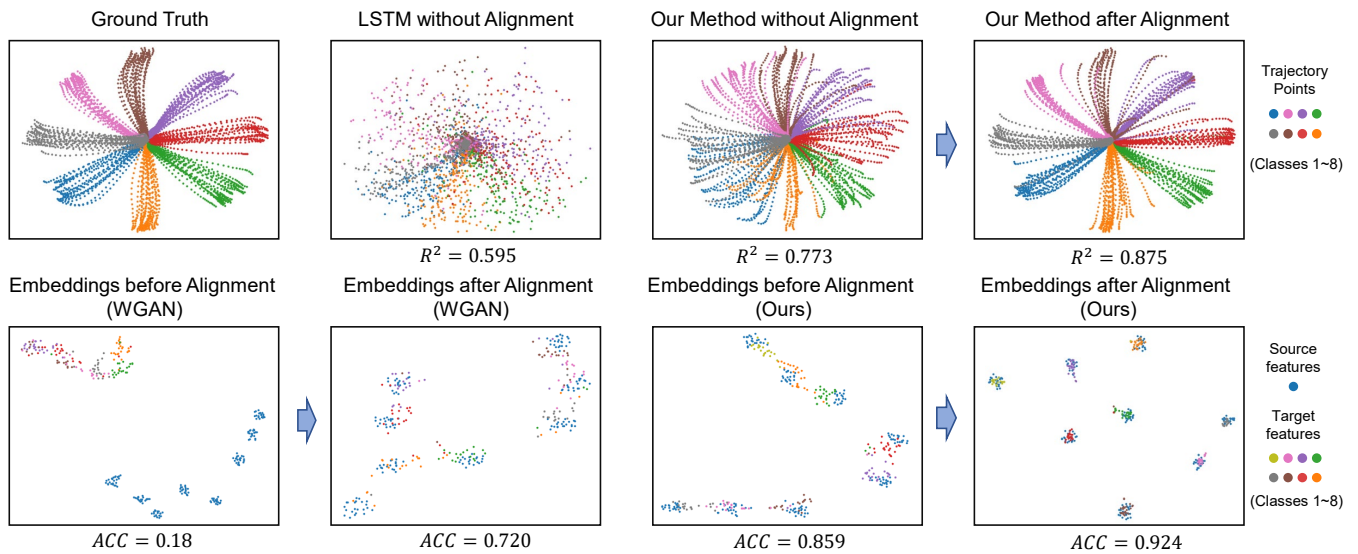 Ground Truth
LSTM without Alignment
Our Method without Alignment
Our Method after Alignment
Trajectory
Points
(Classes 1~8)
R² = 0.595
R² = 0.773
R² = 0.875
Embeddings before Alignment
(WGAN)
Embeddings after Alignment
(WGAN)
Embeddings before Alignment
(Ours)
Embeddings after Alignment
(Ours)
Source
features
Target
features
(Classes 1~8)
ACC = 0.18
ACC = 0.720
ACC = 0.859
ACC = 0.924